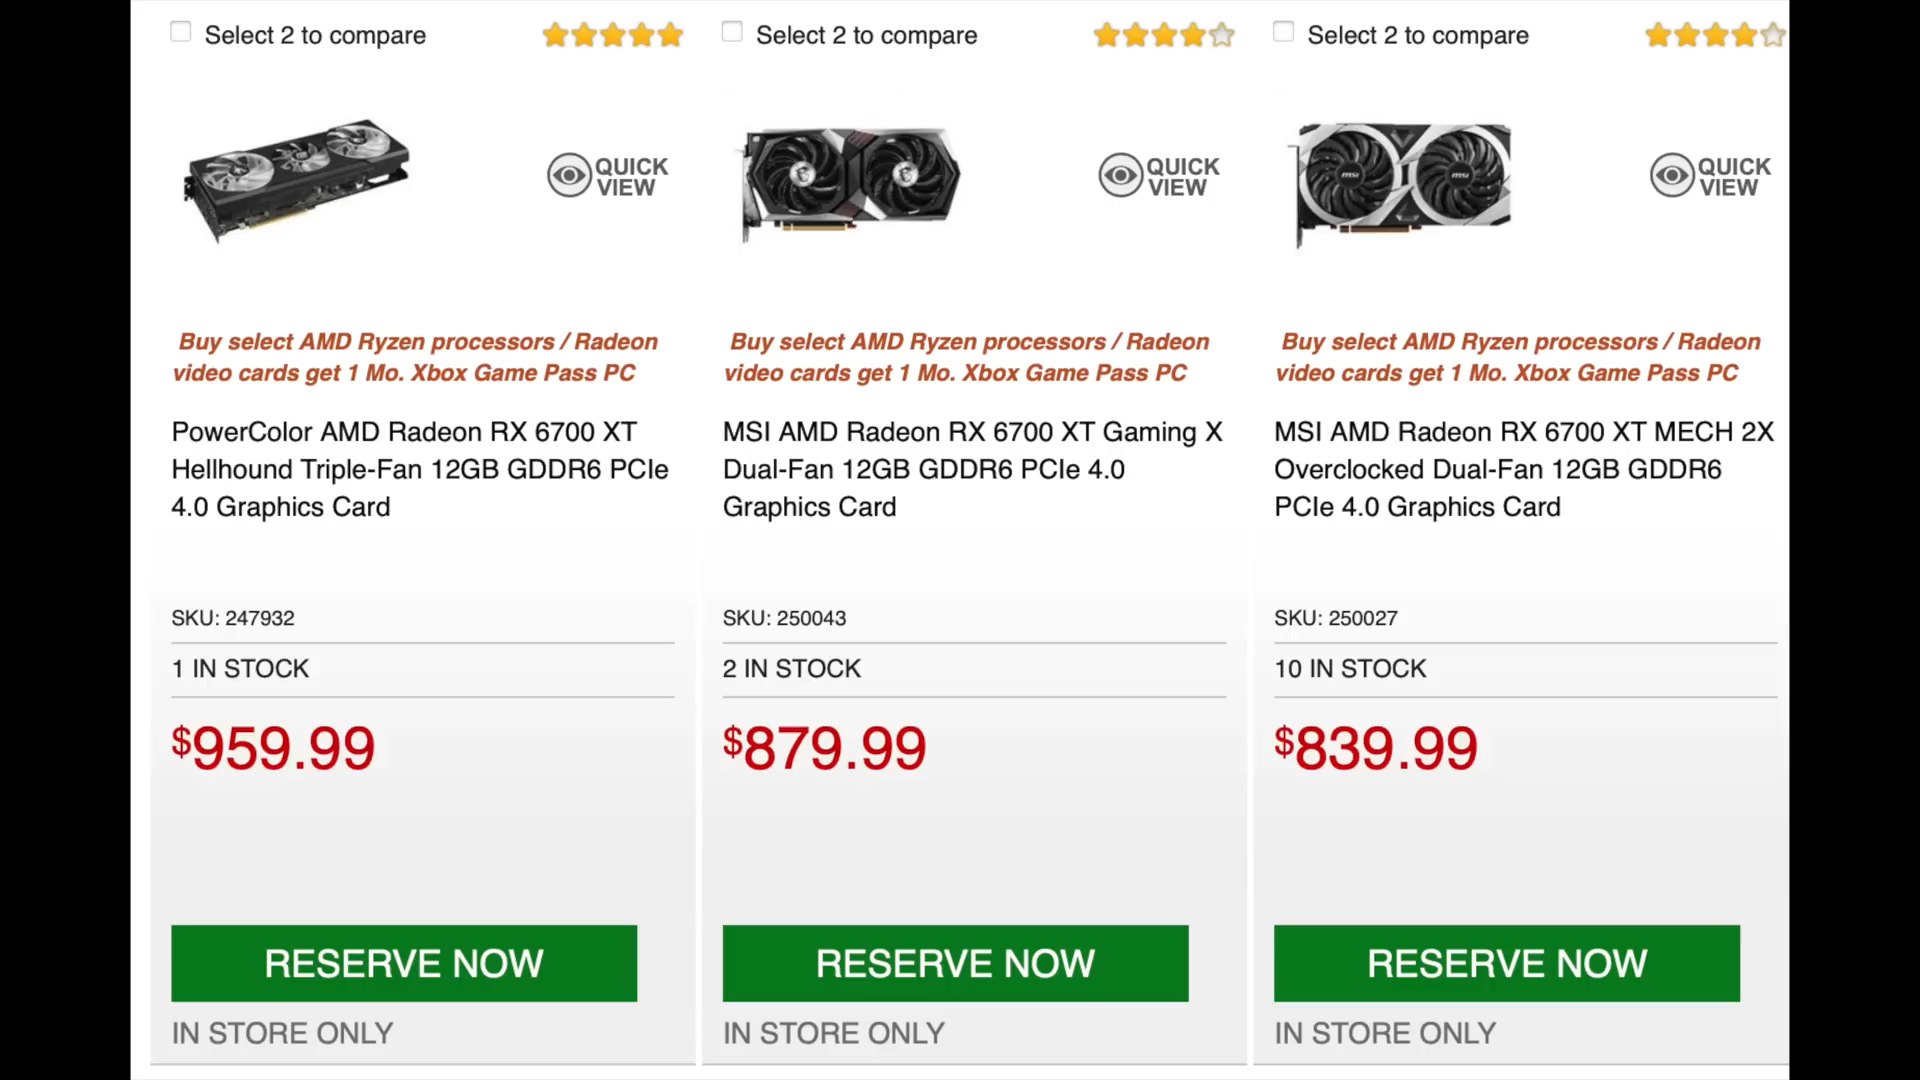 Select 2 to compare
QUICK
VIEW
Buy select AMD Ryzen processors / Radeon
video cards get 1 Mo. Xbox Game Pass PC
PowerColor AMD Radeon RX 6700 XT
Hellhound Triple-Fan 12GB GDDR6 PCIe
4.0 Graphics Card
SKU: 247932
1 IN STOCK
$959.99
RESERVE NOW
IN STORE ONLY
Select 2 to compare
QUICK
VIEW
Buy select AMD Ryzen processors / Radeon
video cards get 1 Mo. Xbox Game Pass PC
MSI AMD Radeon RX 6700 XT Gaming X
Dual-Fan 12GB GDDR6 PCIe 4.0
Graphics Card
SKU: 250043
2 IN STOCK
$879.99
RESERVE NOW
IN STORE ONLY
Select 2 to compare
msi
msi
QUICK
VIEW
Buy select AMD Ryzen processors / Radeon
video cards get 1 Mo. Xbox Game Pass PC
MSI AMD Radeon RX 6700 XT MECH 2X
Overclocked Dual-Fan 12GB GDDR6
PCIe 4.0 Graphics Card
SKU: 250027
10 IN STOCK
$839.99
RESERVE NOW
IN STORE ONLY